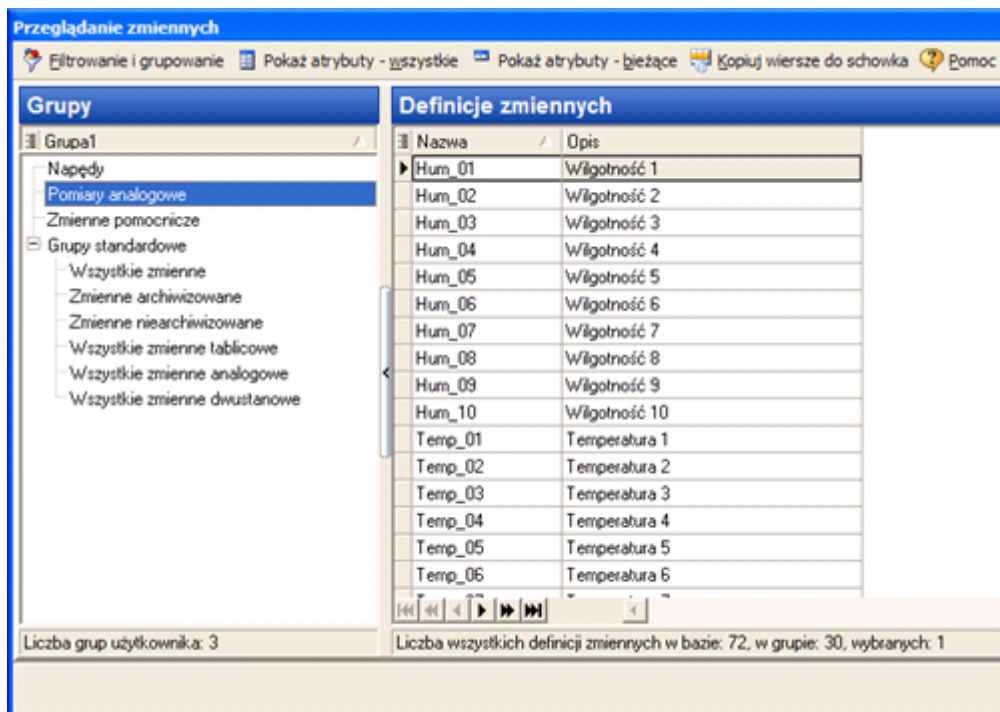 Przeglądanie zmiennych
Filtrowanie i grupowanie Pokaż atrybuty - wszystkie Pokaż atrybuty - bieżące Kopiuj wiersze do schowka Pomoc
Grupy
Grupa1
Napędy
Pomiary analogowe
Zmienne pomocnicze
Grupy standardowe
Wszystkie zmienne
Zmienne archiwizowane
Zmienne niearchiwizowane
Wszystkie zmienne tablicowe
Wszystkie zmienne analogowe
Wszystkie zmienne dwustanowe
Liczba grup użytkownika: 3
Definicje zmiennych
Nazwa Opis
Hum_01 Wilgotność 1
Hum_02 Wilgotność 2
Hum_03 Wilgotność 3
Hum_04 Wilgotność 4
Hum_05 Wilgotność 5
Hum_06 Wilgotność 6
Hum_07 Wilgotność 7
Hum_08 Wilgotność 8
Hum_09 Wilgotność 9
Hum_10 Wilgotność 10
Temp_01 Temperatura 1
Temp_02 Temperatura 2
Temp_03 Temperatura 3
Temp_04 Temperatura 4
Temp_05 Temperatura 5
Temp_06 Temperatura 6
Liczba wszystkich definicji zmiennych w bazie: 72, w grupie: 30, wybranych: 1